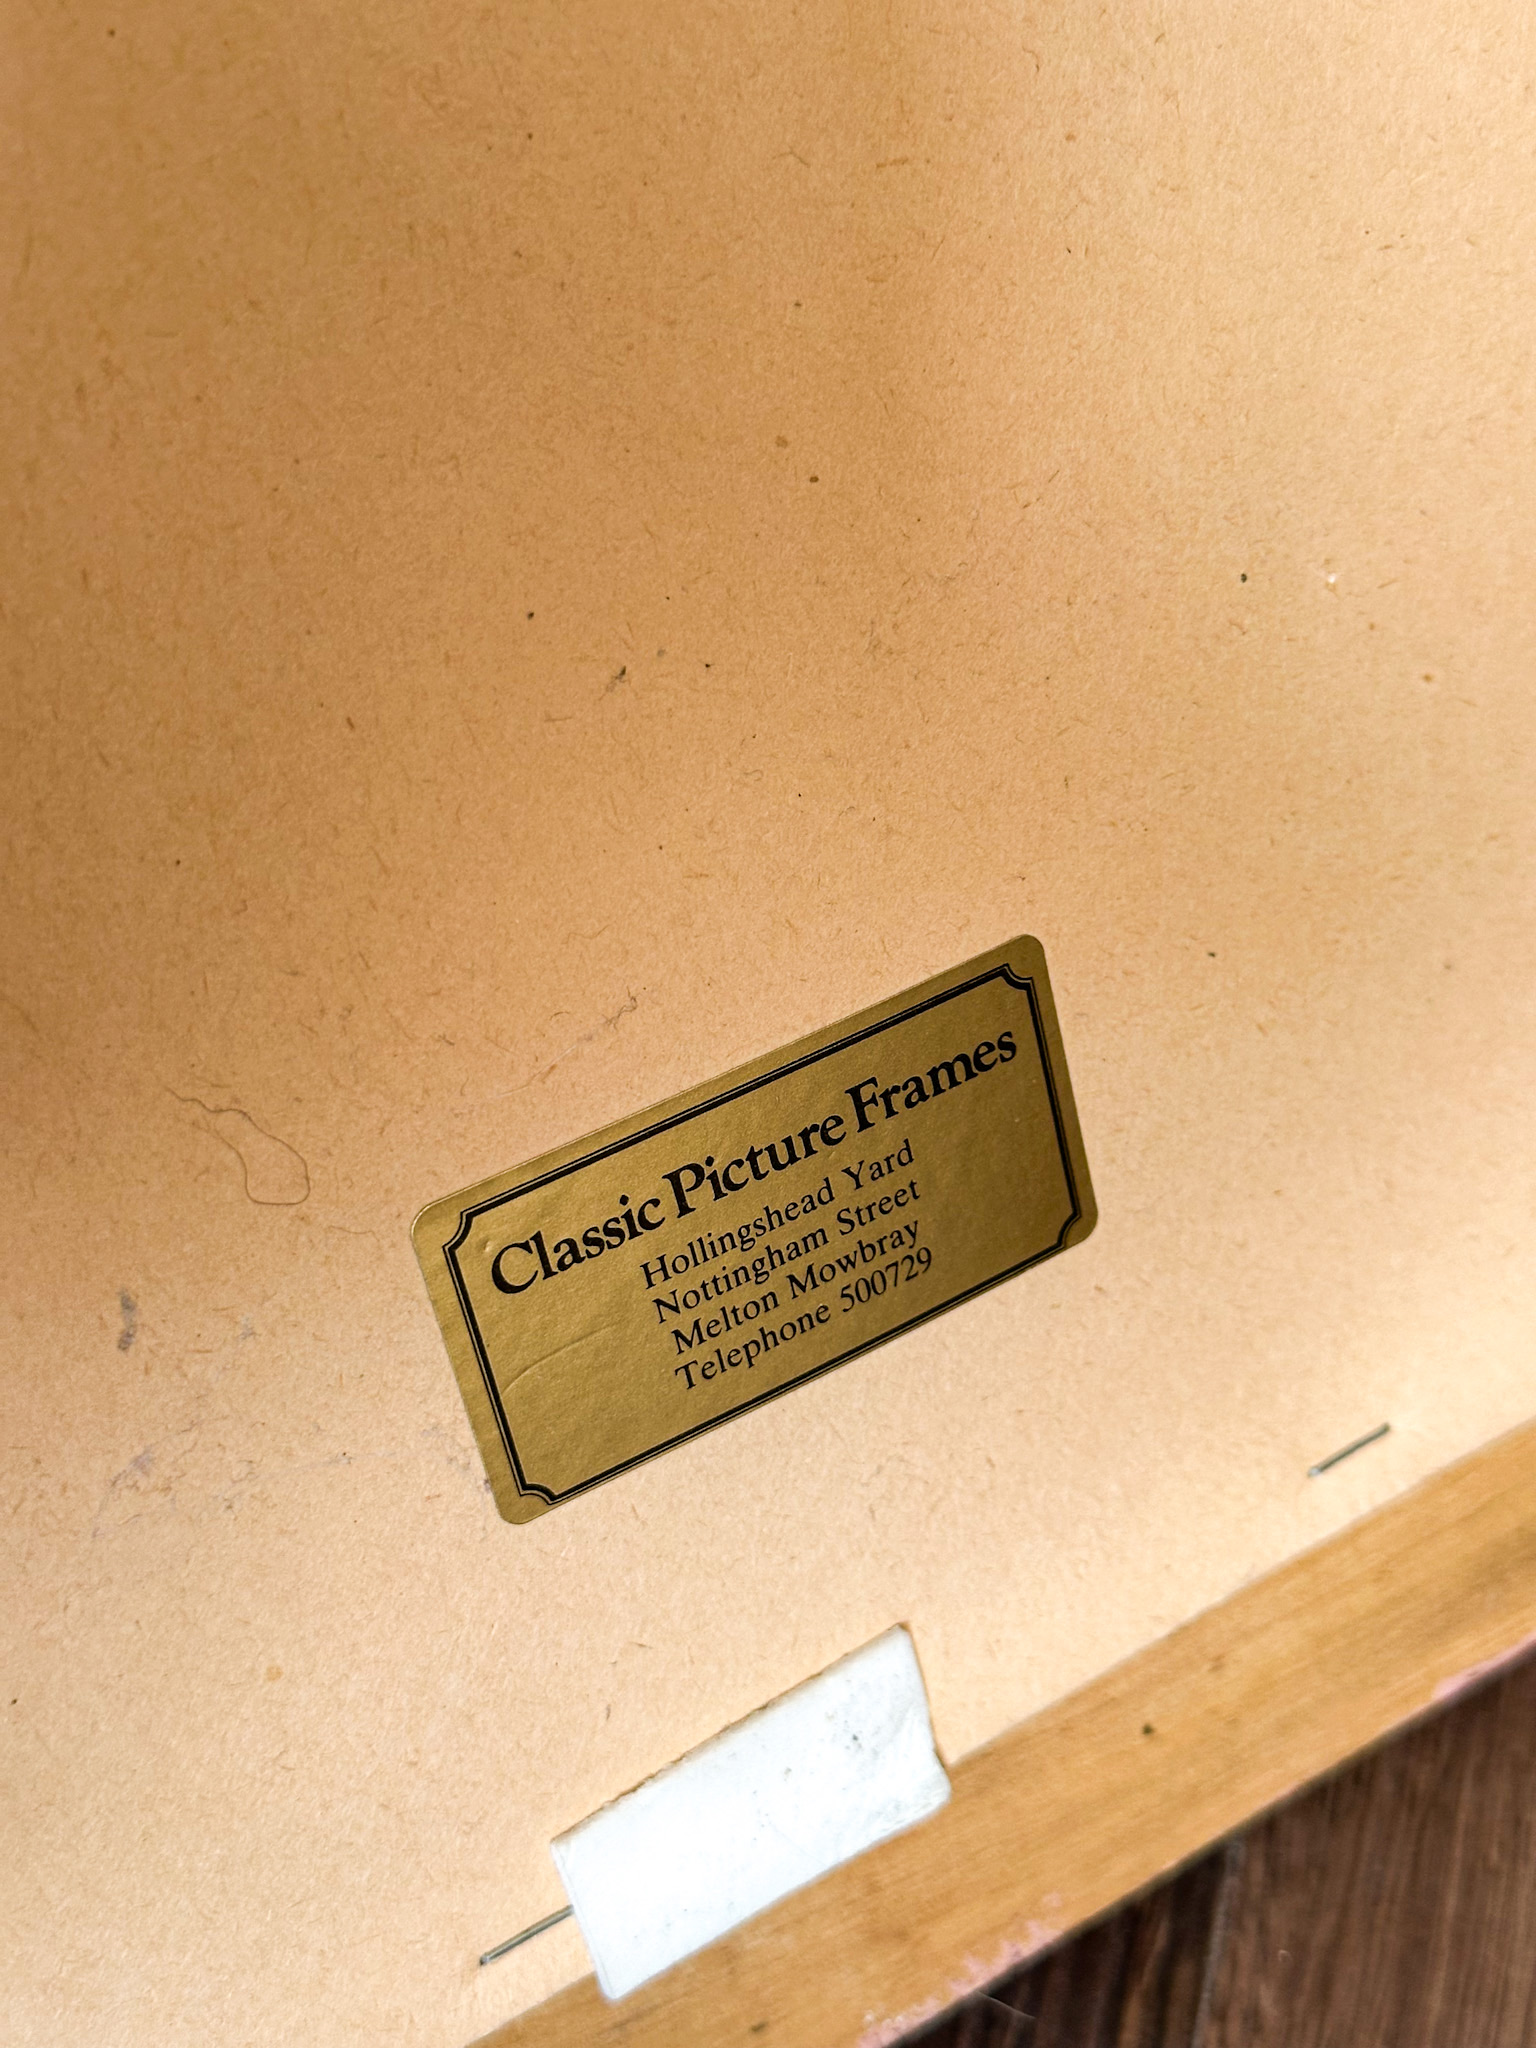 Classic Picture Frames
Hollingshead Yard
Nottingham Street
Melton Mowbray
Telephone 500729